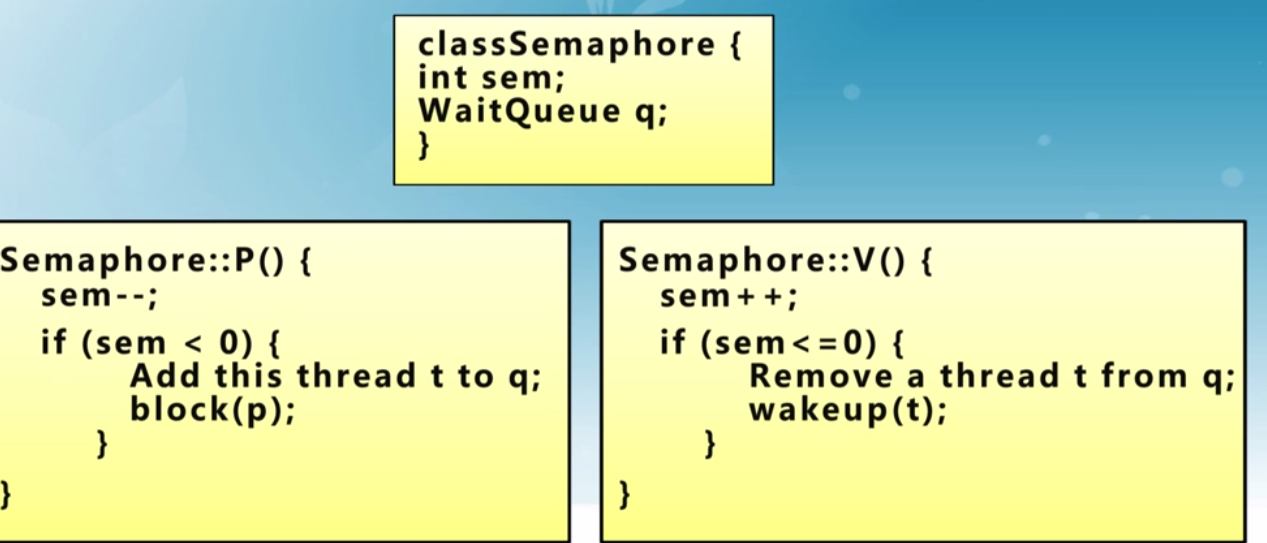 classSemaphore {
int sem;
WaitQueue q;
}
Semaphore::P() {
sem--;
if (sem < 0) {
Add this thread t to q;
block(p);
}
}
Semaphore::V() {
sem++;
if (sem<=0) {
Remove a thread t from q;
wakeup(t);
}
}